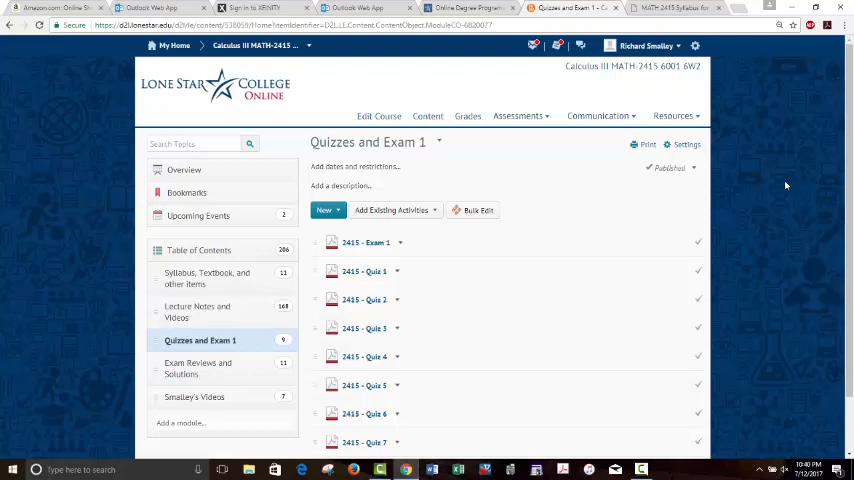 Amazon.com: Online Sh
Outlook Web App
Sign in to XFINITY
Outlook Web App
Online Degree Program
Quizzes and Exam 1 - C
MATH 2415 Syllabus for
Secure
https://d2l.lonestar.edu/d2l/le/content/538059/Home?itemIdentifier=D2L.LE.Content.ContentObject.ModuleCO-6820077
My Home
Calculus III MATH-2415 ...
Richard Smalley
Calculus III MATH-2415 6001 6W2
LONE STAR COLLEGE
ONLINE
Edit Course
Content
Grades
Assessments
Communication
Resources
Search Topics
Overview
Bookmarks
Upcoming Events 2
Table of Contents 206
Syllabus, Textbook, and 11
other items
Lecture Notes and 168
Videos
Quizzes and Exam 1 9
Exam Reviews and 11
Solutions
Smalley's Videos 7
Add a module...
Quizzes and Exam 1
Print
Settings
Add dates and restrictions...
Published
Add a description...
New
Add Existing Activities
Bulk Edit
2415 - Exam 1
2415 - Quiz 1
2415 - Quiz 2
2415 - Quiz 3
2415 - Quiz 4
2415 - Quiz 5
2415 - Quiz 6
2415 - Quiz 7
Type here to search
10:40 PM
7/12/2017